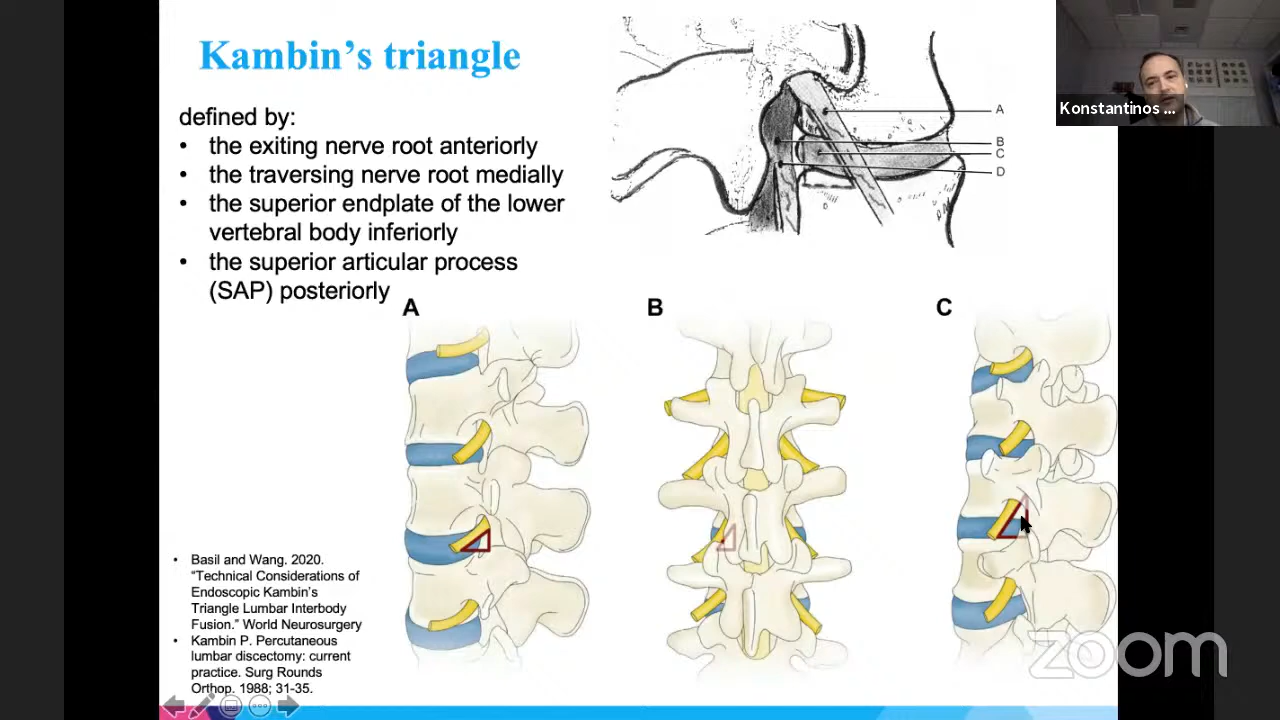 Kambin's triangle
defined by:
• the exiting nerve root anteriorly
• the traversing nerve root medially
• the superior endplate of the lower
vertebral body inferiorly
• the superior articular process
(SAP) posteriorly
A
B
C
D
Konstantinos ...
A
B
C
• Basil and Wang. 2020.
“Technical Considerations of
Endoscopic Kambin’s
Triangle Lumbar Interbody
Fusion.” World Neurosurgery
• Kambin P. Percutaneous
lumbar discectomy: current
practice. Surg Rounds
Orthop. 1988; 31-35.
zoom